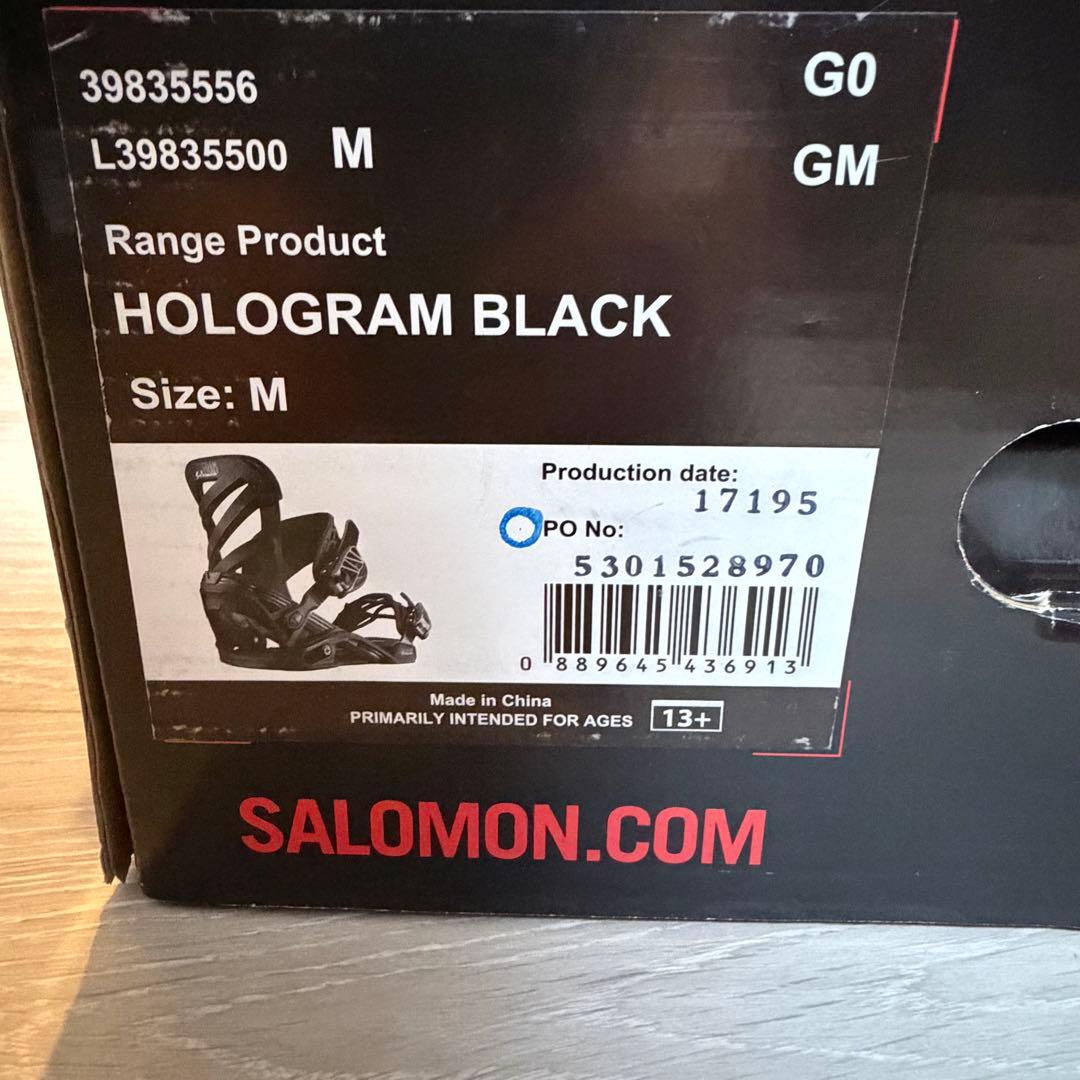 39835556
G0
L39835500 M
GM
Range Product
HOLOGRAM BLACK
Size: M
Production date:
17195
PO No:
5301528970
0 889645 436913
Made in China
PRIMARILY INTENDED FOR AGES 13+
SALOMON.COM